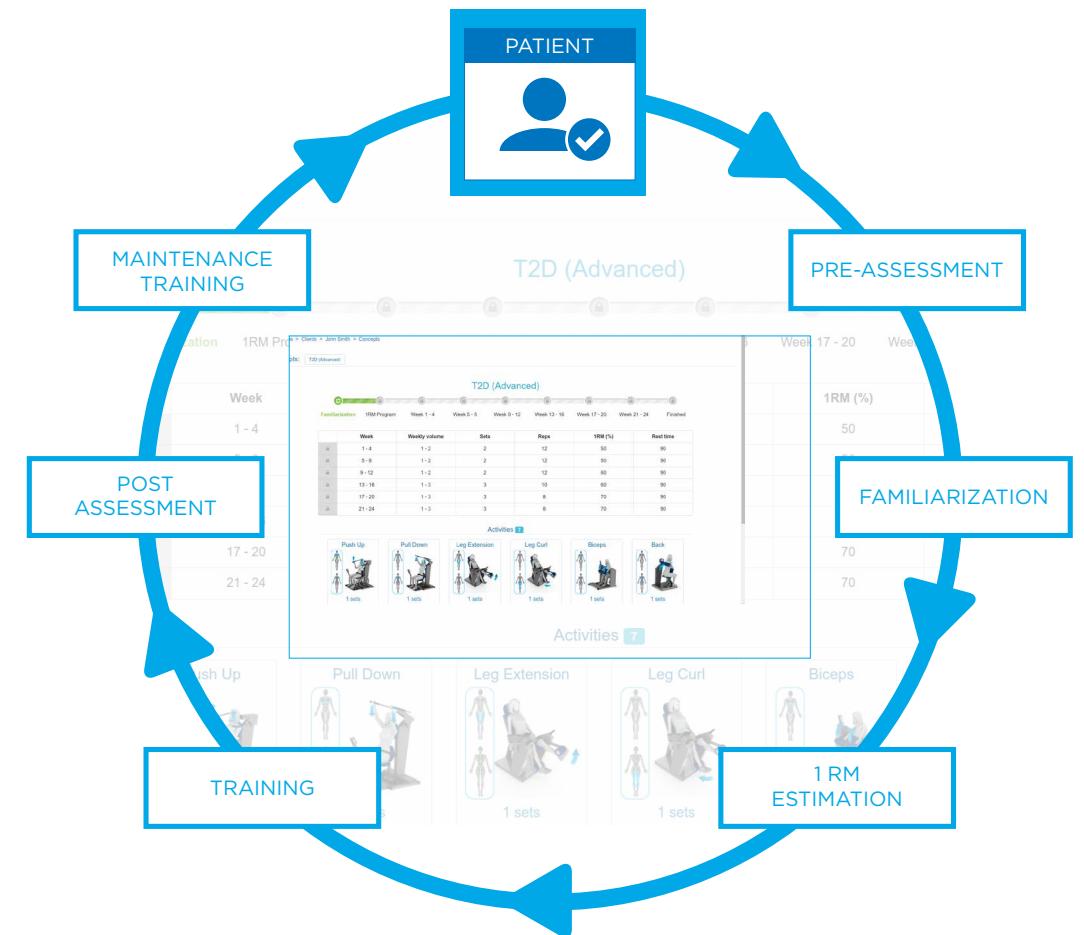 PATIENT
MAINTENANCE
TRAINING
PRE-ASSESSMENT
T2D (Advanced)
1RM
Week 17 - 20
Week
1RM (%)
1 - 4
50
17 - 20
70
21 - 24
70
> Clients > John Smith > Concepts
T2D (Advanced)
T2D (Advanced)
Familiarization 1RM Program Week 1 - 4 Week 5 - 8 Week 9 - 12 Week 13 - 16 Week 17 - 20 Week 21 - 24 Finished
Week Weekly volume Sets Reps 1RM (%) Rest time
1 - 4 1 - 2 2 12 50 90
5 - 8 1 - 2 2 12 50 90
9 - 12 1 - 2 2 12 60 90
13 - 16 1 - 3 3 10 60 90
17 - 20 1 - 3 3 8 70 90
21 - 24 1 - 3 3 8 70 90
Activities 7
Push Up Pull Down Leg Extension Leg Curl Biceps Back
1 sets 1 sets 1 sets 1 sets 1 sets 1 sets
POST
ASSESSMENT
FAMILIARIZATION
Activities 7
Pull Down Leg Extension Leg Curl Biceps
1 sets 1 sets
TRAINING
1 RM
ESTIMATION